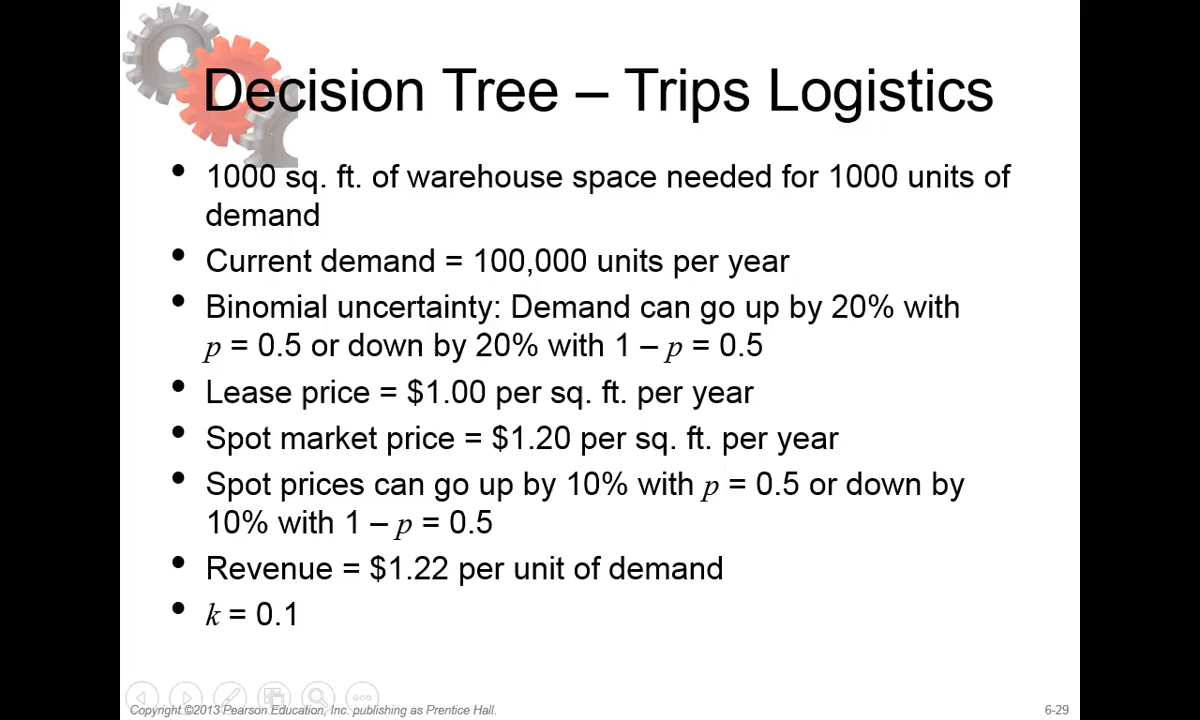 Decision Tree – Trips Logistics
• 1000 sq. ft. of warehouse space needed for 1000 units of
demand
• Current demand = 100,000 units per year
• Binomial uncertainty: Demand can go up by 20% with
p = 0.5 or down by 20% with 1 – p = 0.5
• Lease price = $1.00 per sq. ft. per year
• Spot market price = $1.20 per sq. ft. per year
• Spot prices can go up by 10% with p = 0.5 or down by
10% with 1 – p = 0.5
• Revenue = $1.22 per unit of demand
• k = 0.1
Copyright ©2013 Pearson Education, Inc. publishing as Prentice Hall.
6-29